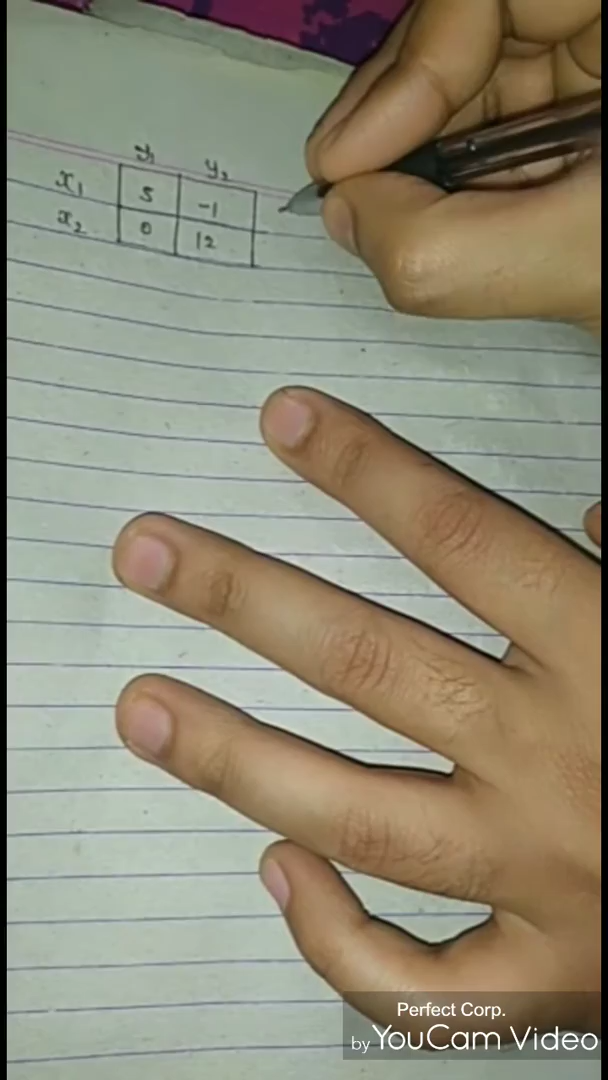 y₁ y₂
x₁ 5 -1
x₂ 0 12
Perfect Corp.
by YouCam Video